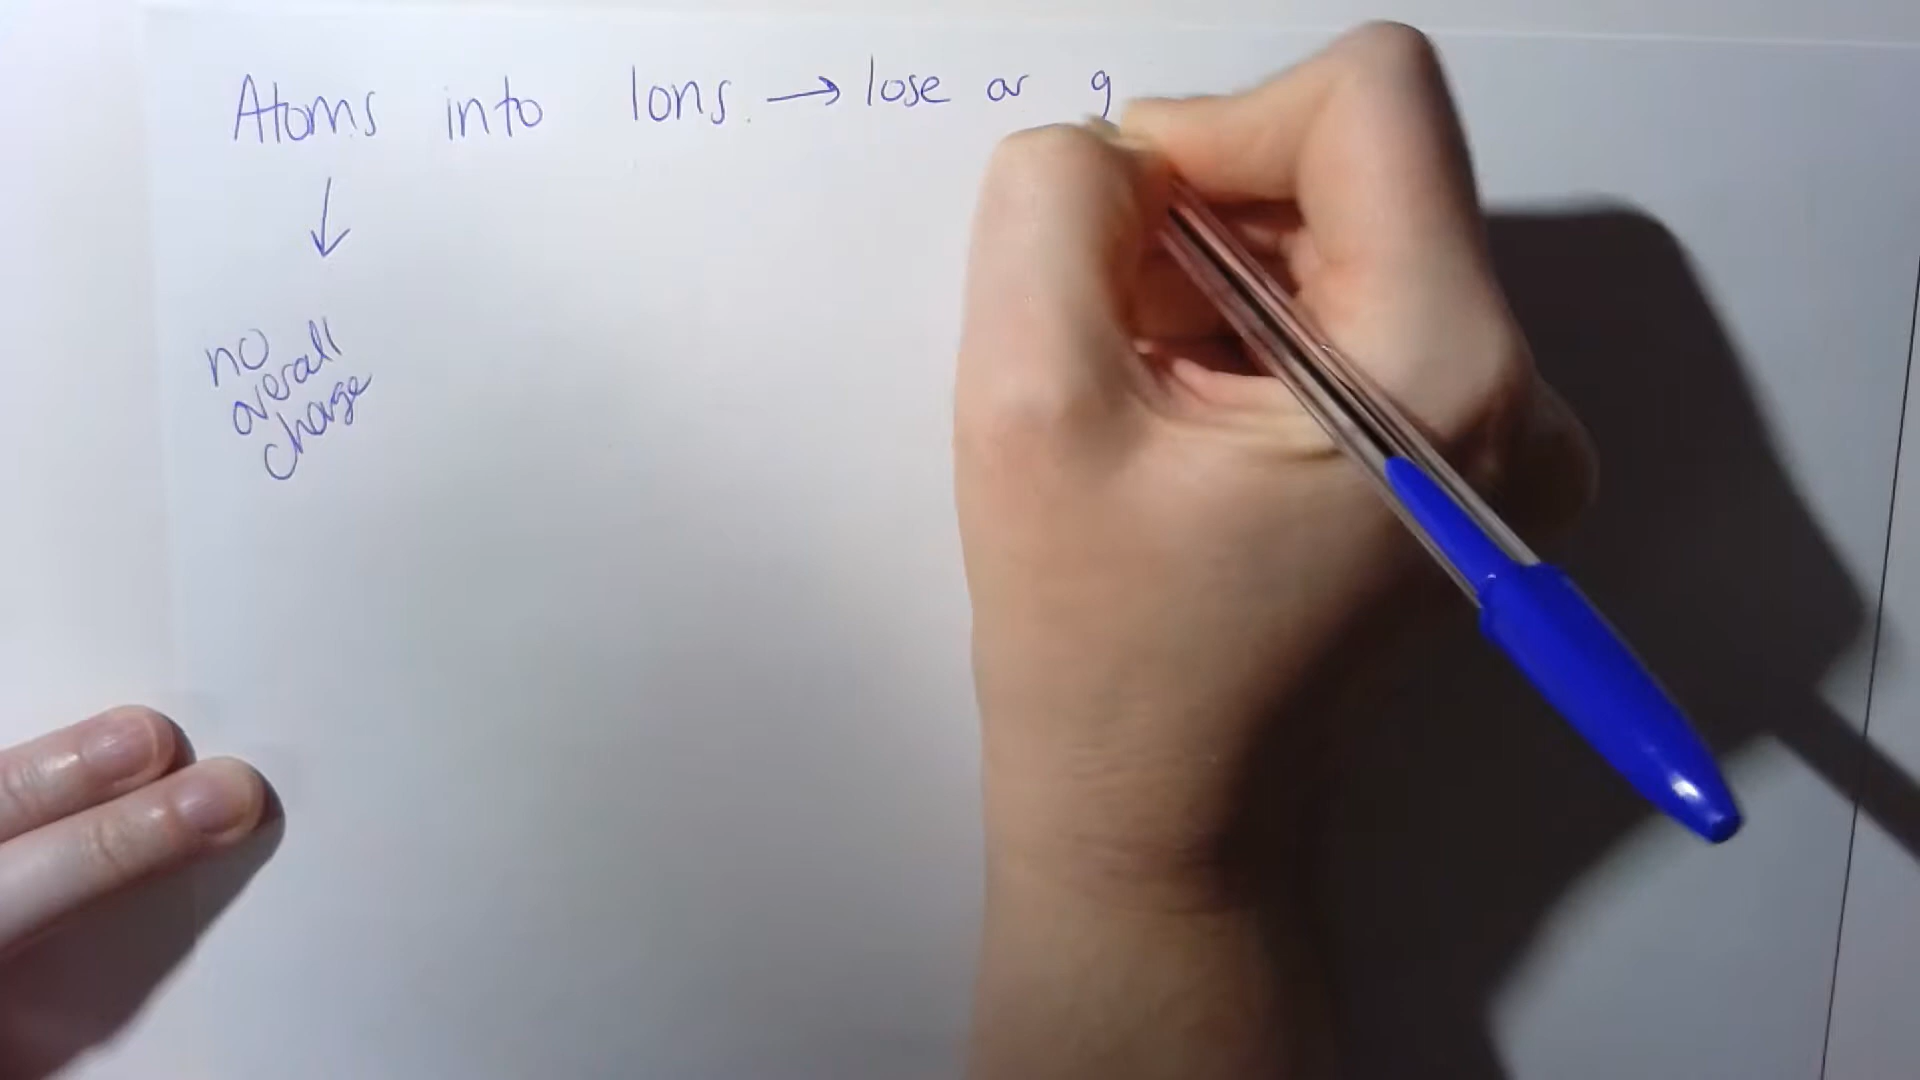 Atoms into Ions. → lose or g
↓
no
overall
charge